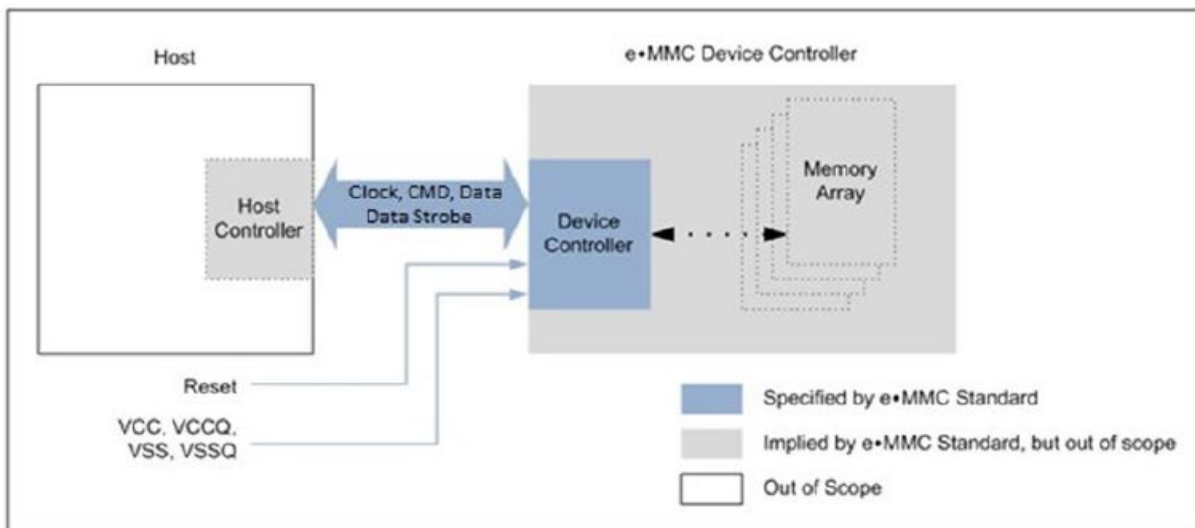 Host
e•MMC Device Controller
Host
Controller
Clock, CMD, Data
Data Strobe
Device
Controller
Memory
Array
Reset
VCC, VCCQ,
VSS, VSSQ
Specified by e•MMC Standard
Implied by e•MMC Standard, but out of scope
Out of Scope